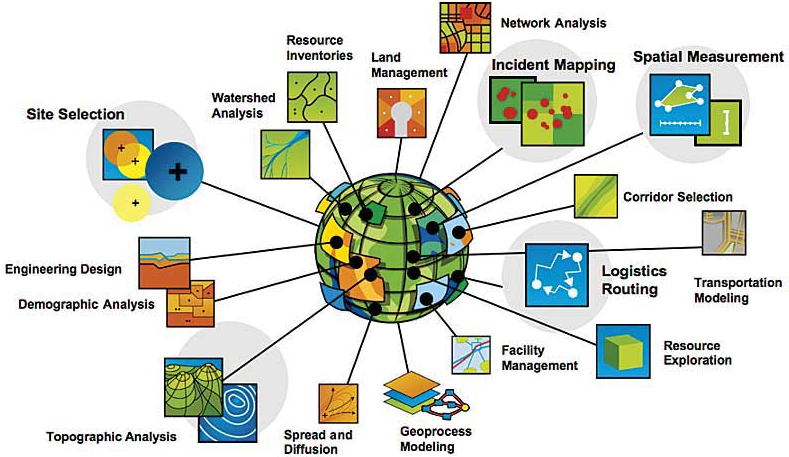 Network Analysis
Resource
Inventories
Land
Management
Incident Mapping
Spatial Measurement
Watershed
Analysis
Site Selection
Corridor Selection
Engineering Design
Demographic Analysis
Logistics
Routing
Transportation
Modeling
Resource
Exploration
Facility
Management
Topographic Analysis
Spread and
Diffusion
Geoprocess
Modeling